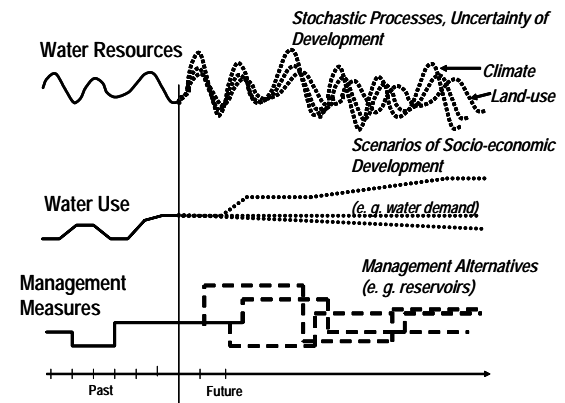 Stochastic Processes, Uncertainty of
Development
Water Resources
Climate
Land-use
Scenarios of Socio-economic
Development
Water Use
(e. g. water demand)
Management
Measures
Management Alternatives
(e. g. reservoirs)
Past
Future